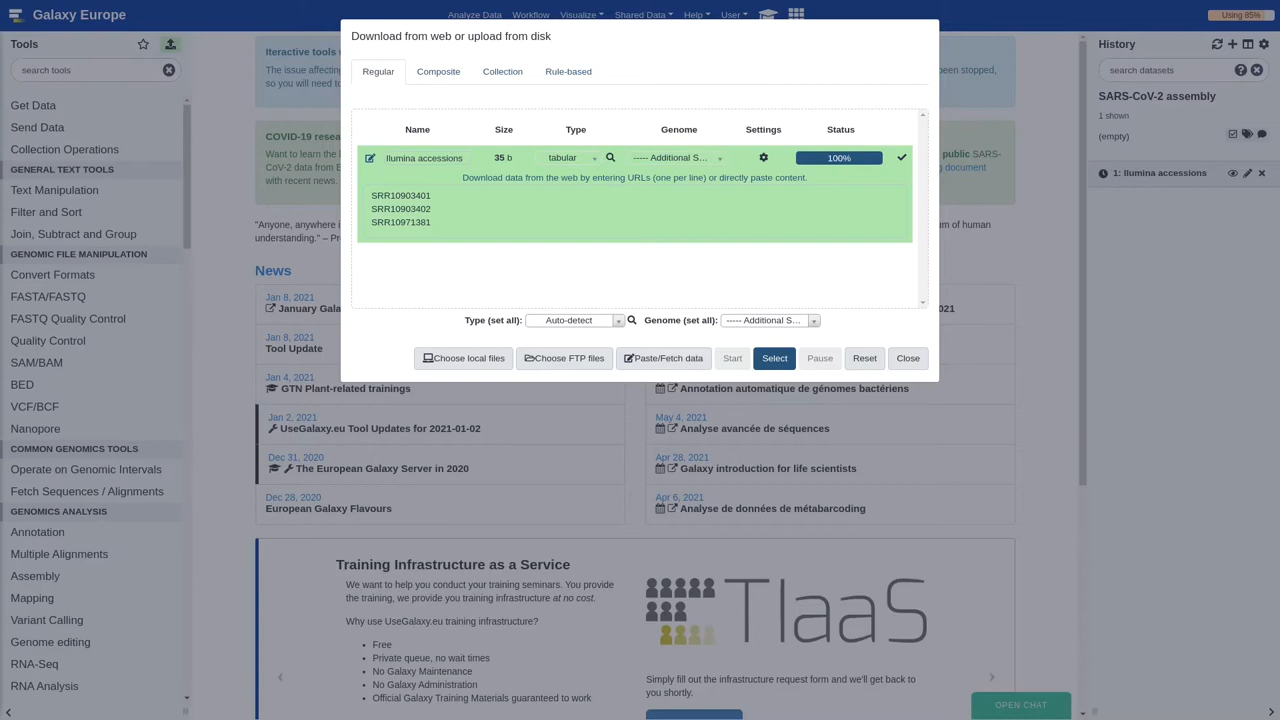 Galaxy Europe
Analyze Data Workflow Visualize Shared Data Help User
Using 85%
Tools
search tools
Get Data
Send Data
Collection Operations
GENERAL TEXT TOOLS
Text Manipulation
Filter and Sort
Join, Subtract and Group
GENOMIC FILE MANIPULATION
Convert Formats
FASTA/FASTQ
FASTQ Quality Control
Quality Control
SAM/BAM
BED
VCF/BCF
Nanopore
COMMON GENOMICS TOOLS
Operate on Genomic Intervals
Fetch Sequences / Alignments
GENOMICS ANALYSIS
Annotation
Multiple Alignments
Assembly
Mapping
Variant Calling
Genome editing
RNA-Seq
RNA Analysis
Download from web or upload from disk
Regular Composite Collection Rule-based
Name Size Type Genome Settings Status
Ilumina accessions 35 b tabular ----- Additional S... 100%
Download data from the web by entering URLs (one per line) or directly paste content.
SRR10903401
SRR10903402
SRR10971381
Type (set all): Auto-detect Genome (set all): ----- Additional S...
Choose local files Choose FTP files Paste/Fetch data Start Select Pause Reset Close
Iteractive tools
The issue affecting
so you will need to
been stopped,
COVID-19 resea
Want to learn the
public SARS-
CoV-2 data from E
document
with recent news.
"Anyone, anywhere i
um of human
understanding." – Pr
News
Jan 8, 2021
January Gala
Jan 8, 2021
Tool Update
Jan 4, 2021
GTN Plant-related trainings
Jan 2, 2021
UseGalaxy.eu Tool Updates for 2021-01-02
Dec 31, 2020
The European Galaxy Server in 2020
Dec 28, 2020
European Galaxy Flavours
2021
Annotation automatique de génomes bactériens
May 4, 2021
Analyse avancée de séquences
Apr 28, 2021
Galaxy introduction for life scientists
Apr 6, 2021
Analyse de données de métabarcoding
Training Infrastructure as a Service
We want to help you conduct your training seminars. You provide
the training, we provide you training infrastructure at no cost.
Why use UseGalaxy.eu training infrastructure?
Free
Private queue, no wait times
No Galaxy Maintenance
No Galaxy Administration
Official Galaxy Training Materials guaranteed to work
TIaaS
Simply fill out the infrastructure request form and we'll get back to
you shortly.
OPEN CHAT
History
search datasets
SARS-CoV-2 assembly
1 shown
(empty)
1: Ilumina accessions